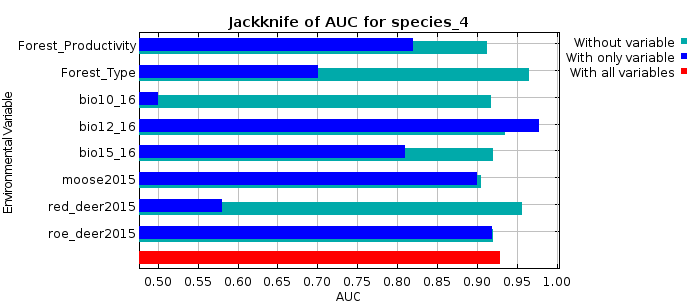 Jackknife of AUC for species_4
Environmental Variable
Forest_Productivity
Forest_Type
bio10_16
bio12_16
bio15_16
moose2015
red_deer2015
roe_deer2015
0.50 0.55 0.60 0.65 0.70 0.75 0.80 0.85 0.90 0.95 1.00
AUC
Without variable
With only variable
With all variables